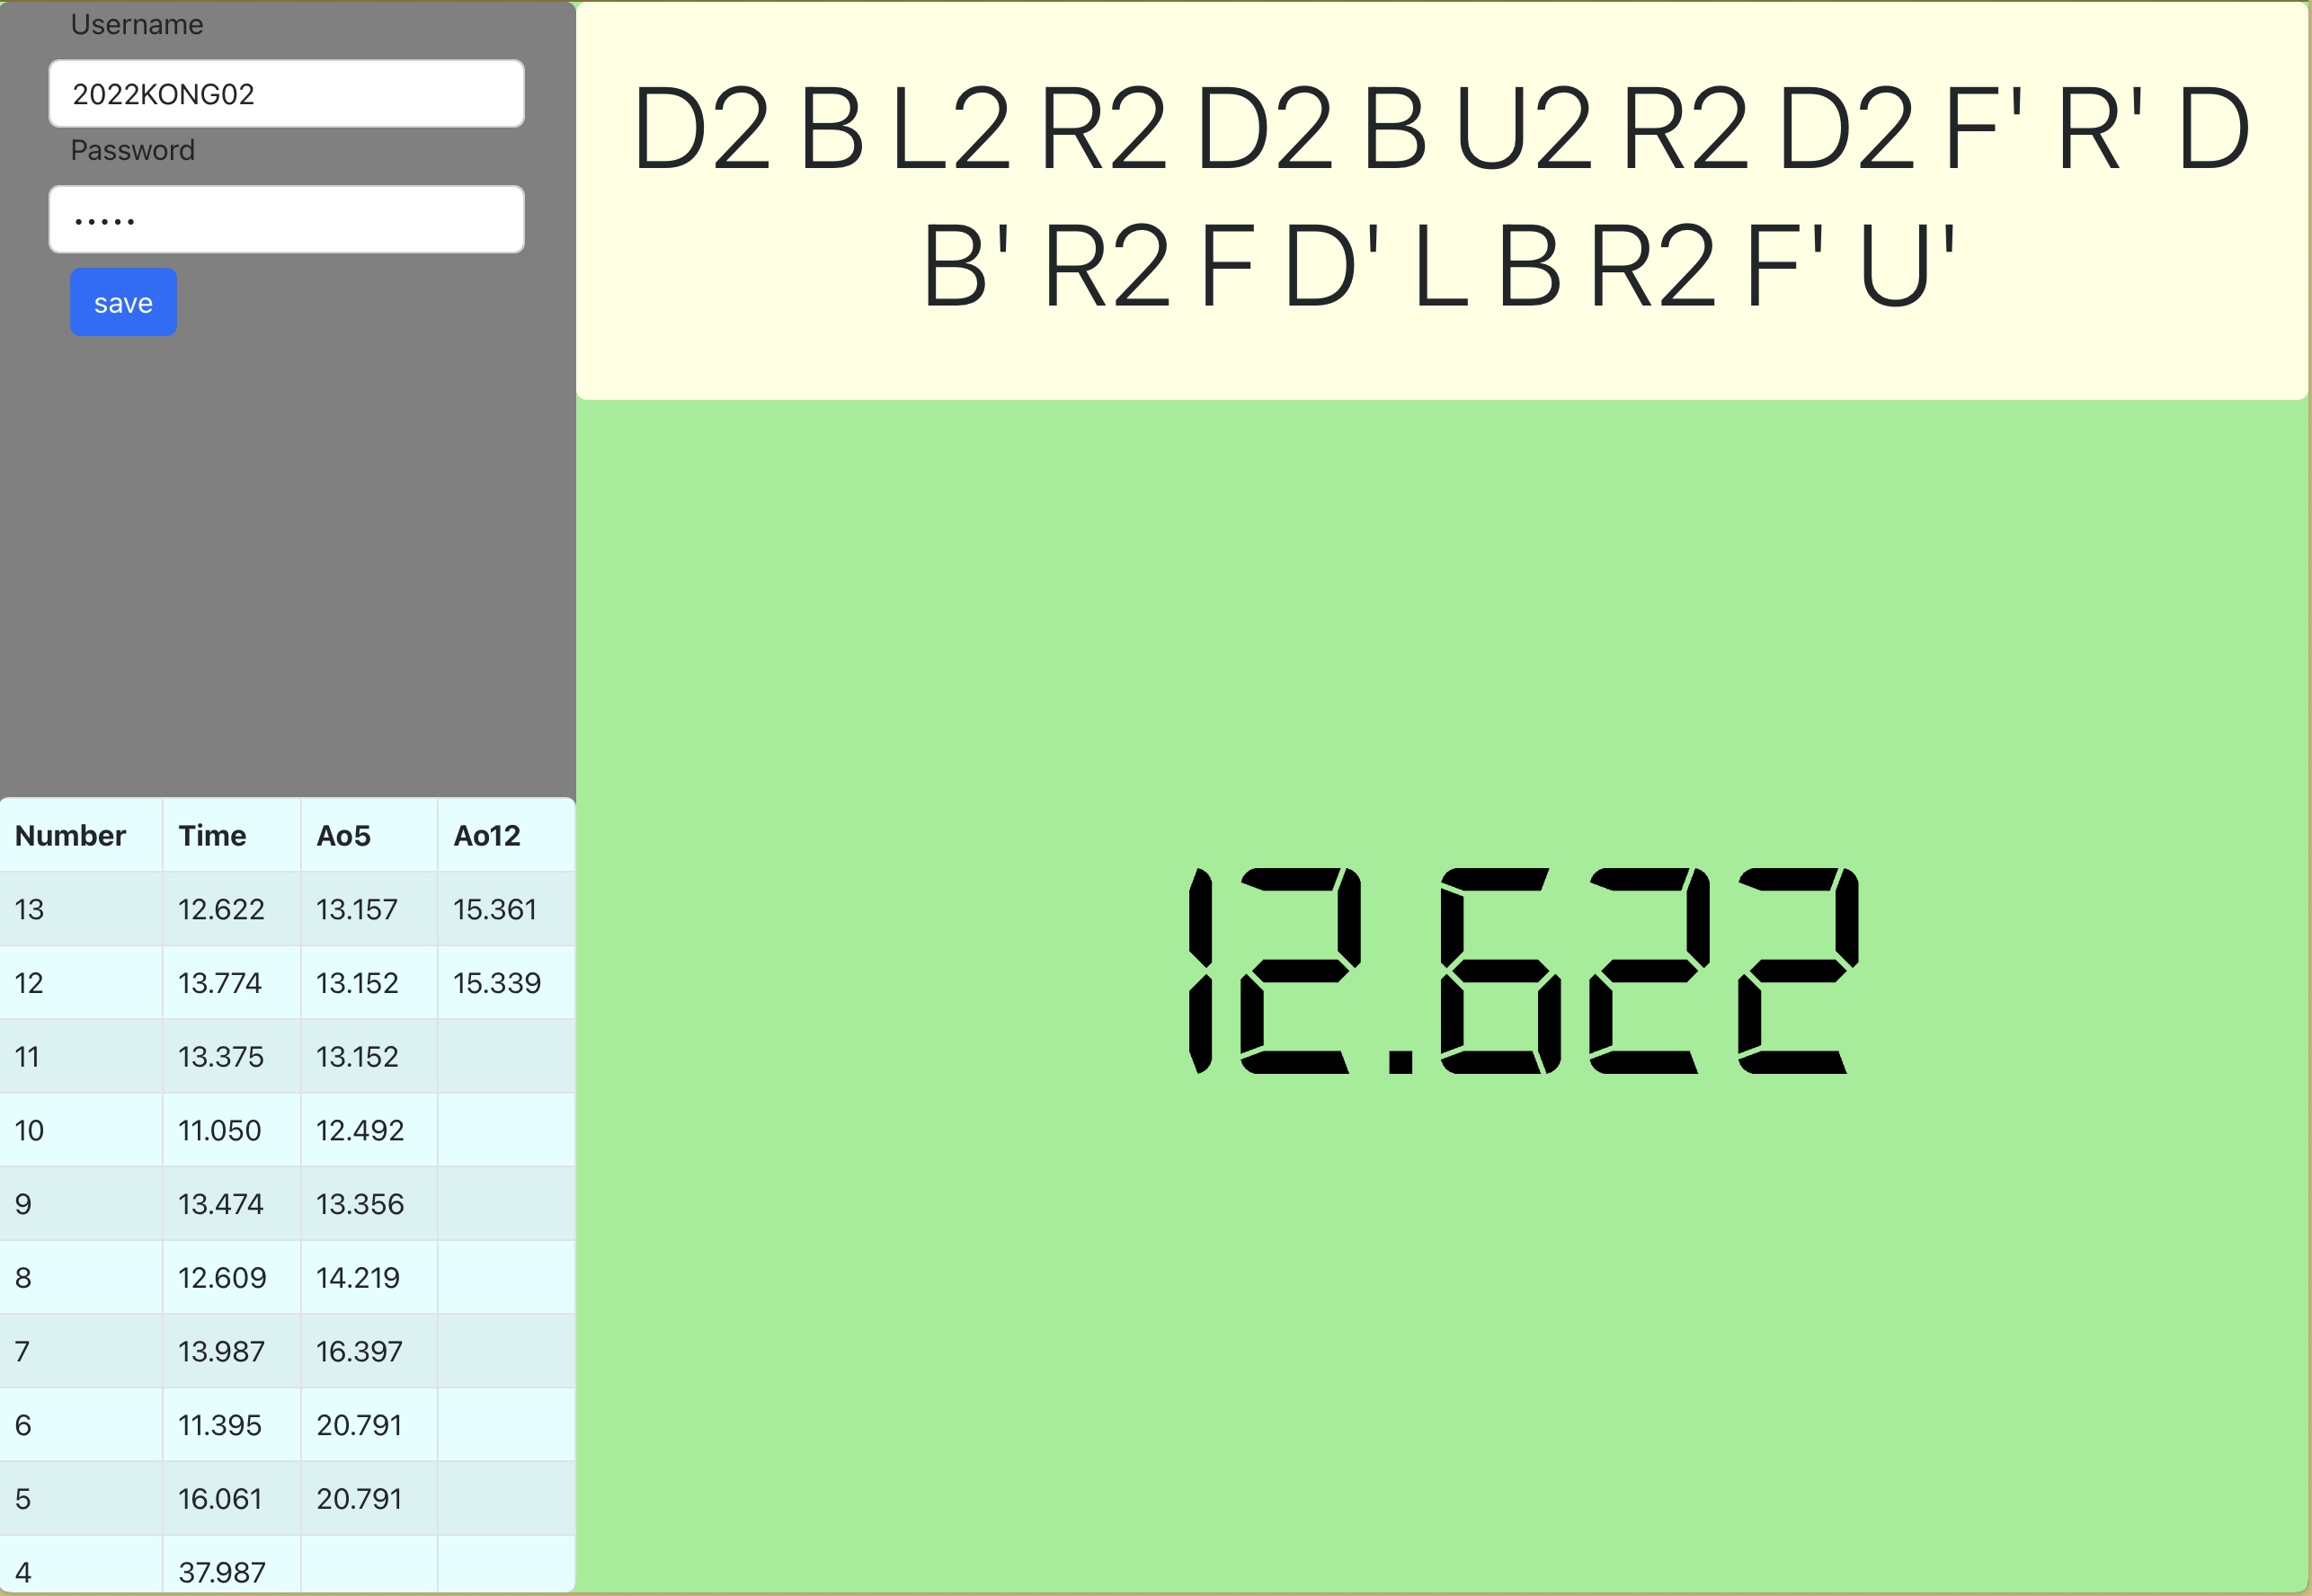 Username
2022KONG02
Password
•••••
save
D2 B L2 R2 D2 B U2 R2 D2 F' R' D
B' R2 F D' L B R2 F' U'
12.622
Number Time Ao5 Ao12
13 12.622 13.157 15.361
12 13.774 13.152 15.339
11 13.375 13.152
10 11.050 12.492
9 13.474 13.356
8 12.609 14.219
7 13.987 16.397
6 11.395 20.791
5 16.061 20.791
4 37.987